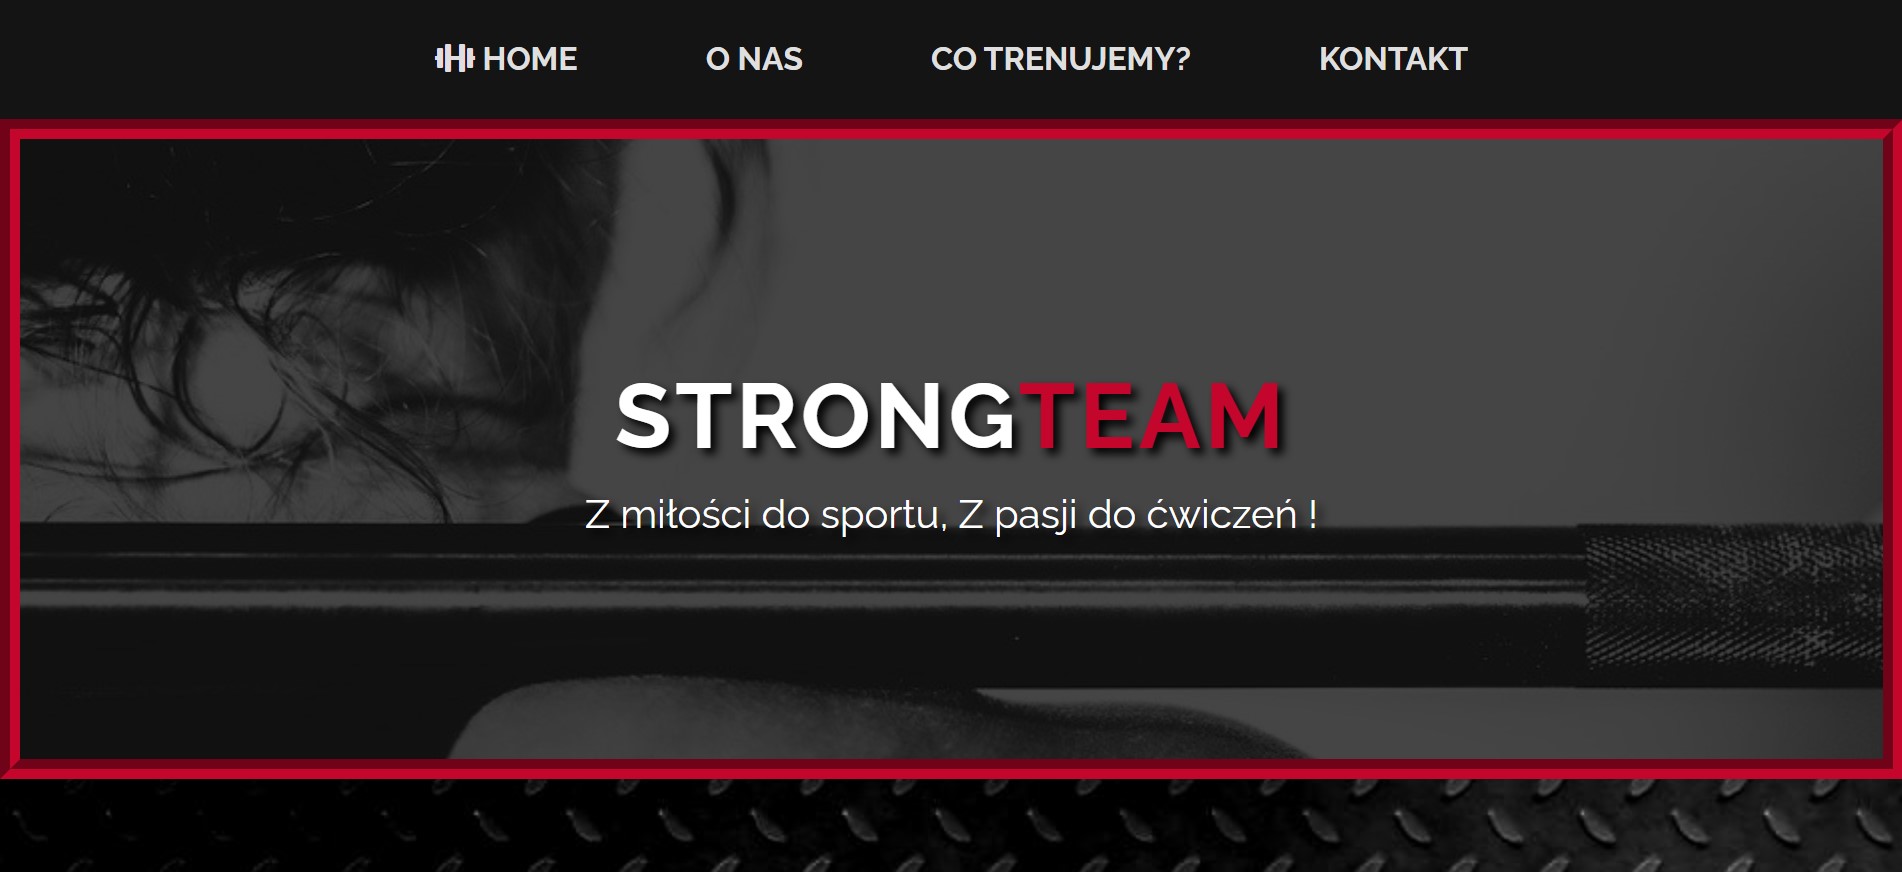 HOME O NAS CO TRENUJEMY? KONTAKT
STRONGTEAM
Z miłości do sportu, Z pasji do ćwiczeń !